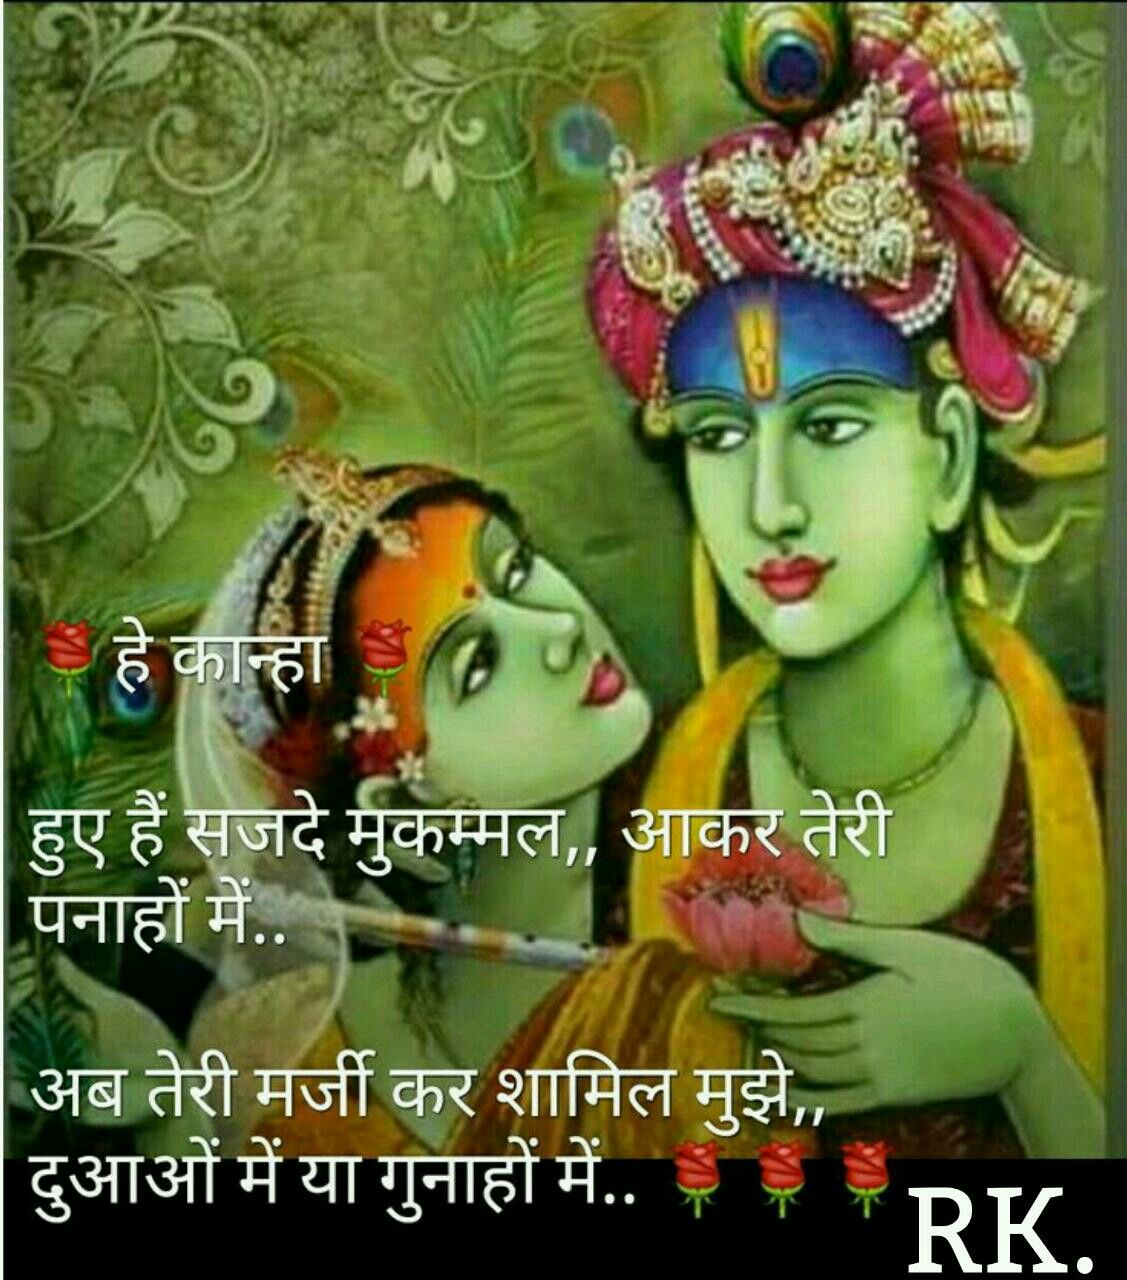 🌹 हे कान्हा 🌹
हुए हैं सजदे मुकम्मल,, आकर तेरी
पनाहों में..
अब तेरी मर्जी कर शामिल मुझे,,
दुआओं में या गुनाहों में.. 🌹 🌹 🌹
RK.